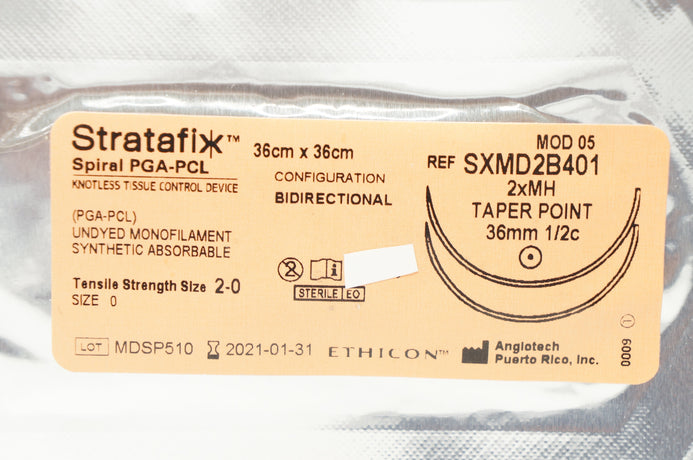 Stratafix™
Spiral PGA-PCL
KNOTLESS TISSUE CONTROL DEVICE
(PGA-PCL)
UNDYED MONOFILAMENT
SYNTHETIC ABSORBABLE
Tensile Strength Size 2-0
SIZE 0
36cm x 36cm
CONFIGURATION
BIDIRECTIONAL
STERILE EO
MOD 05
REF SXMD2B401
2xMH
TAPER POINT
36mm 1/2c
LOT MDSP510 2021-01-31 ETHICON™
Angiotech
Puerto Rico, Inc.
6000